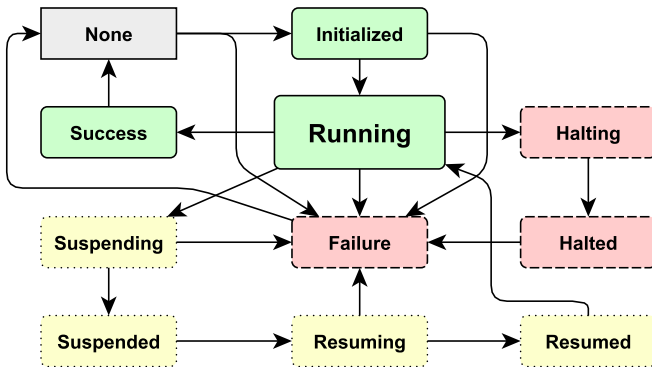 None
Initialized
Success
Running
Halting
Suspending
Failure
Halted
Suspended
Resuming
Resumed